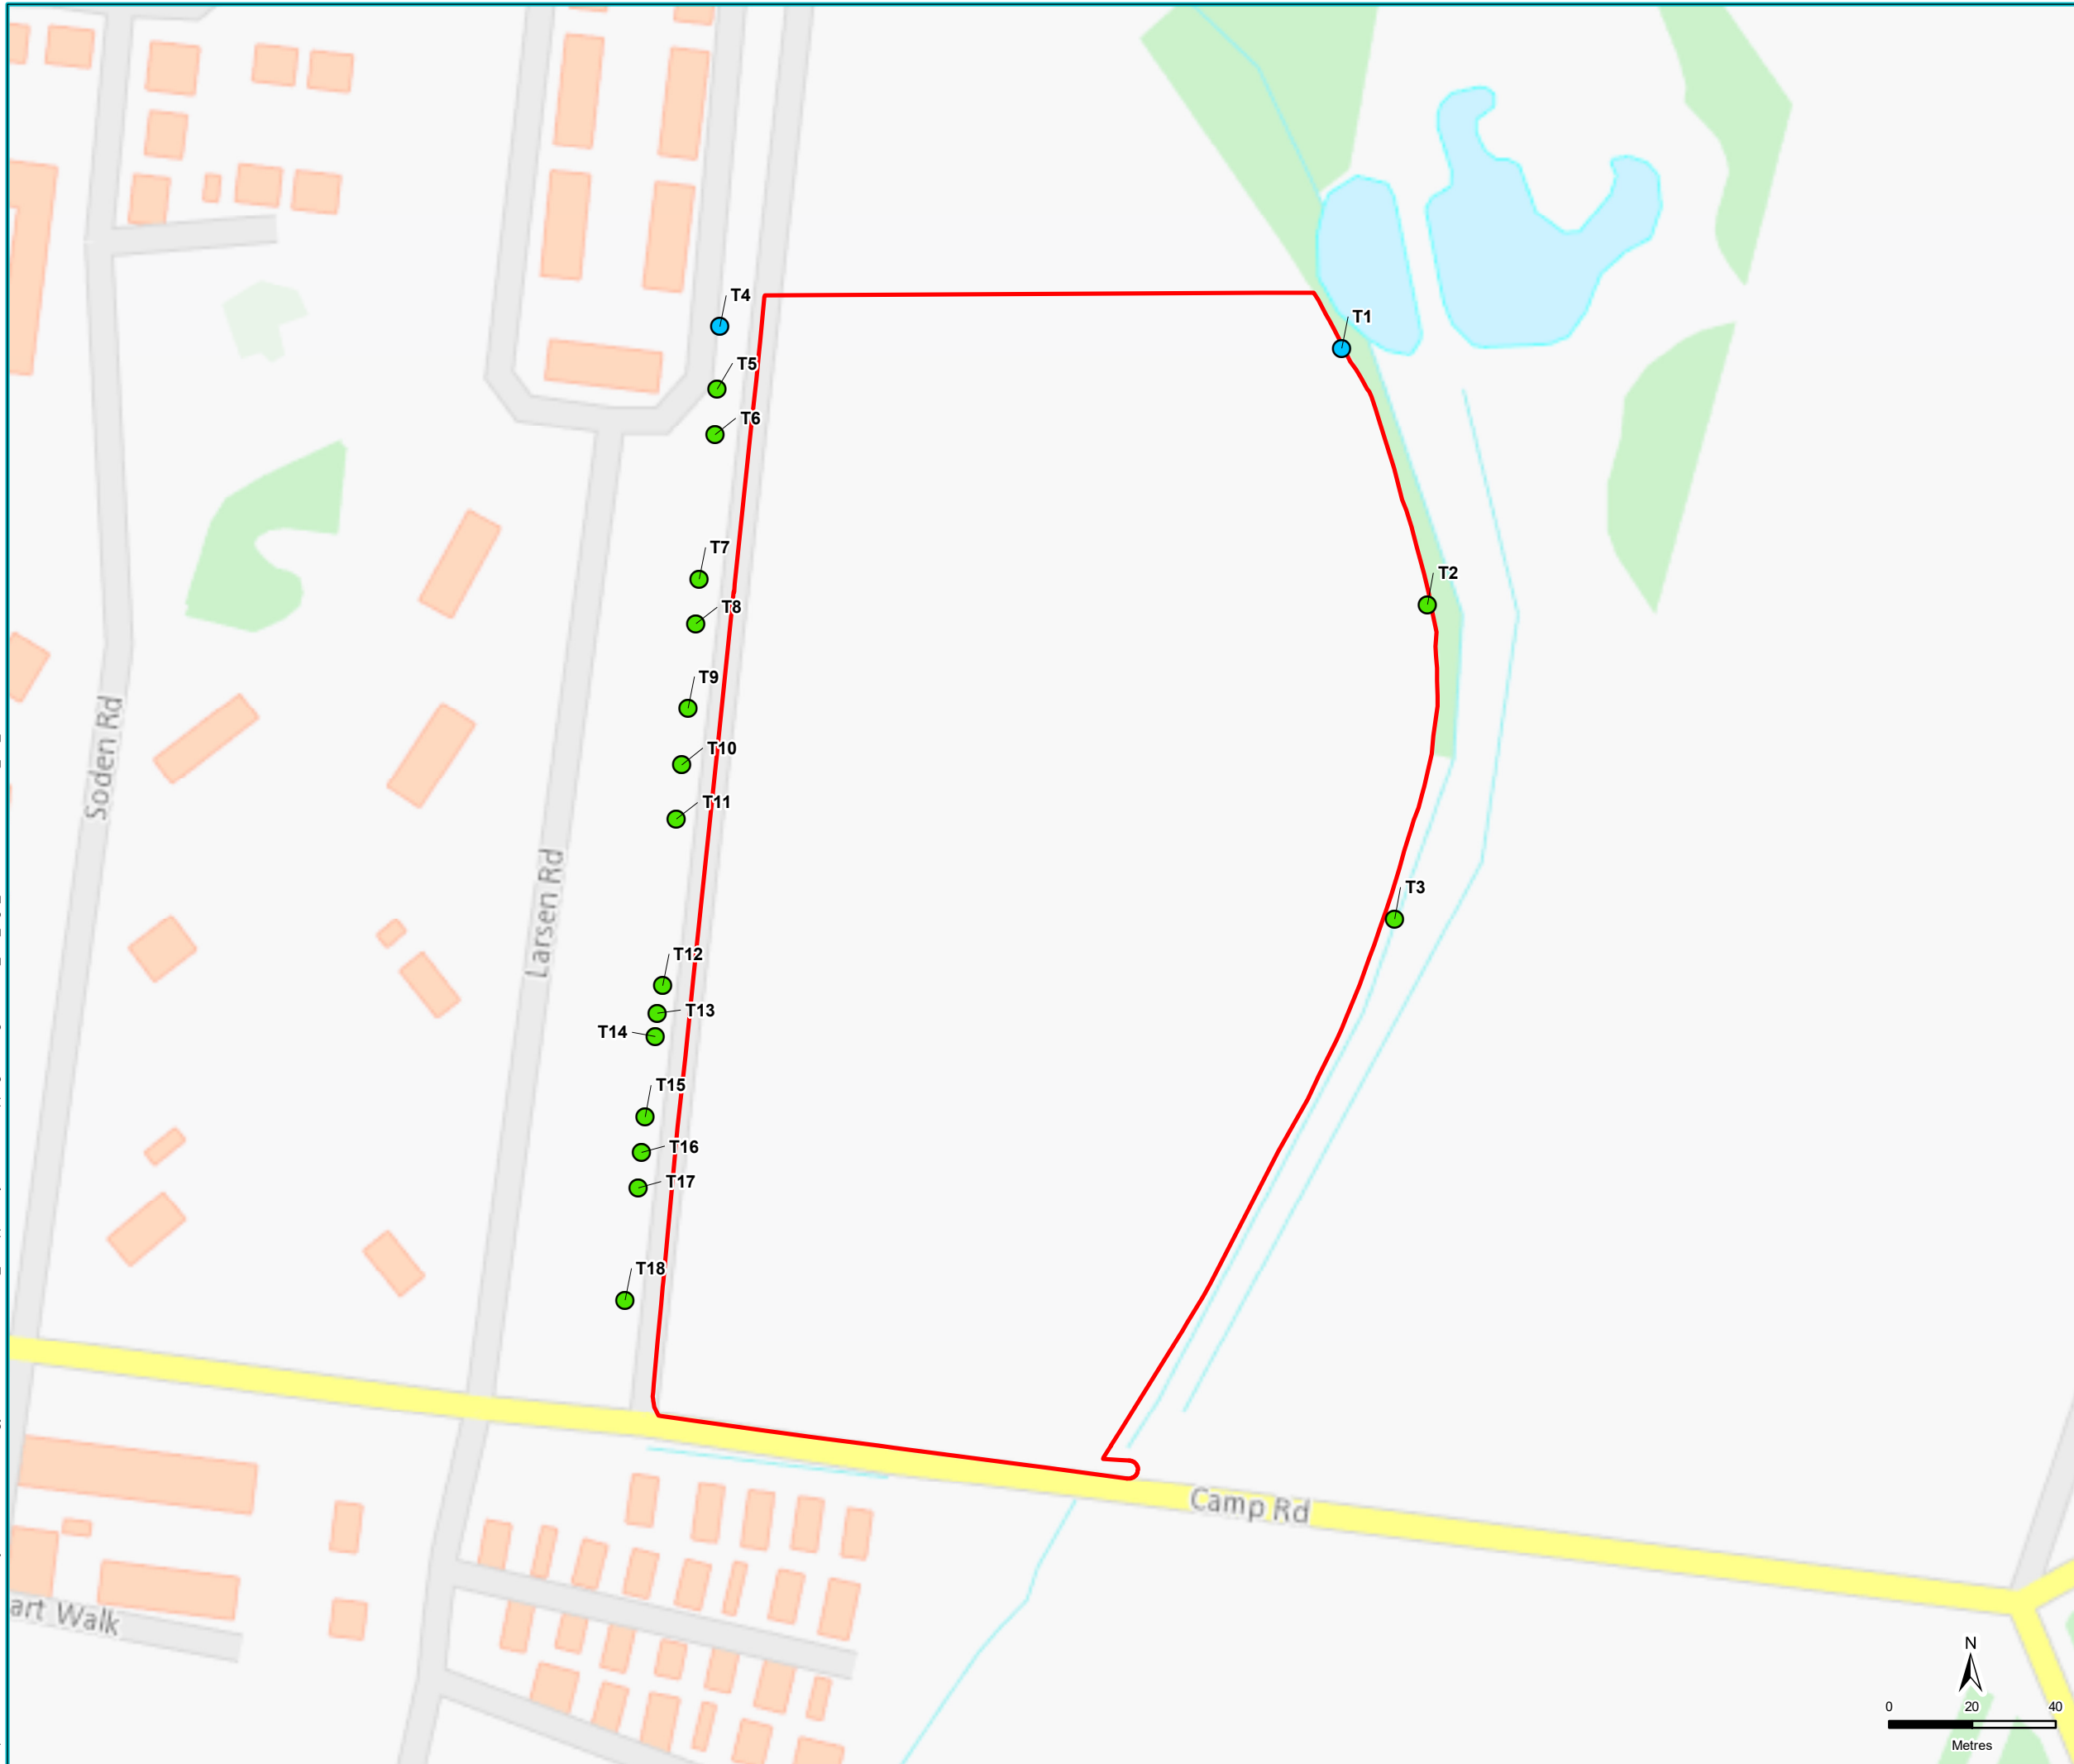 T4
T1
T5
T6
T7
T2
T8
T9
Soden Rd
T10
T11
Larsen Rd
T3
T12
T13
T14
T15
T16
T17
T18
Camp Rd
art Walk
N
0 20 40
Metres